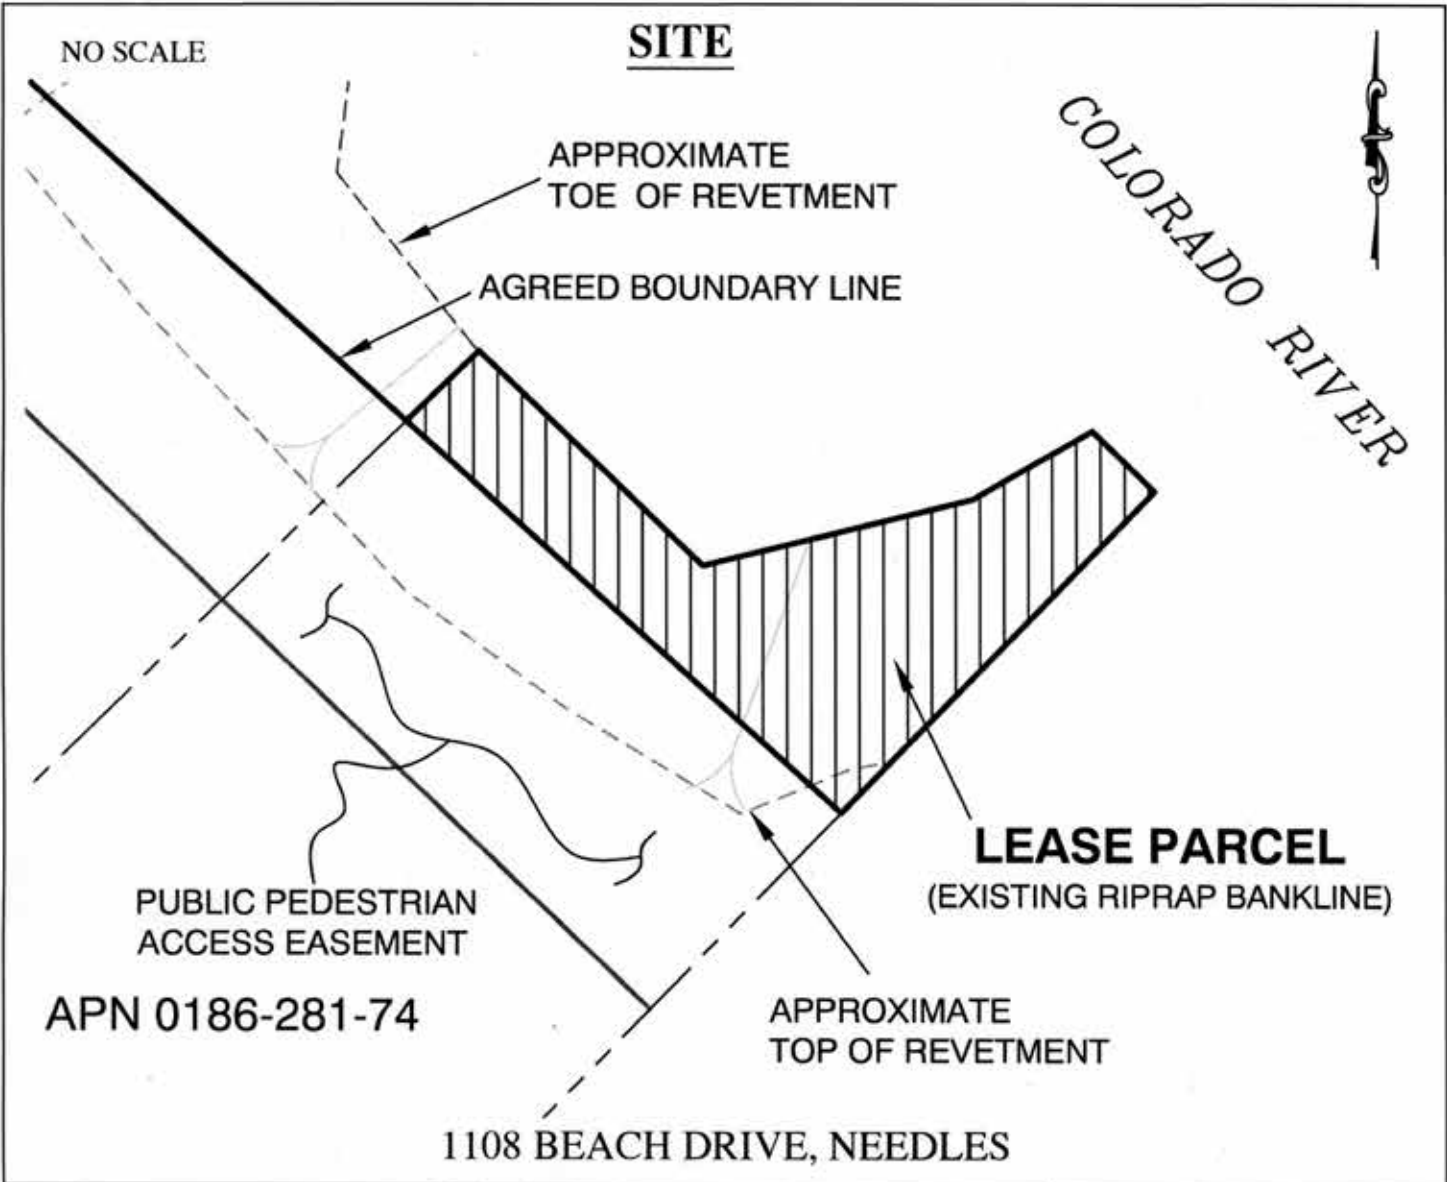 SITE
NO SCALE
COLORADO RIVER
APPROXIMATE
TOE OF REVETMENT
AGREED BOUNDARY LINE
LEASE PARCEL
(EXISTING RIPRAP BANKLINE)
PUBLIC PEDESTRIAN
ACCESS EASEMENT
APN 0186-281-74
APPROXIMATE
TOP OF REVETMENT
1108 BEACH DRIVE, NEEDLES